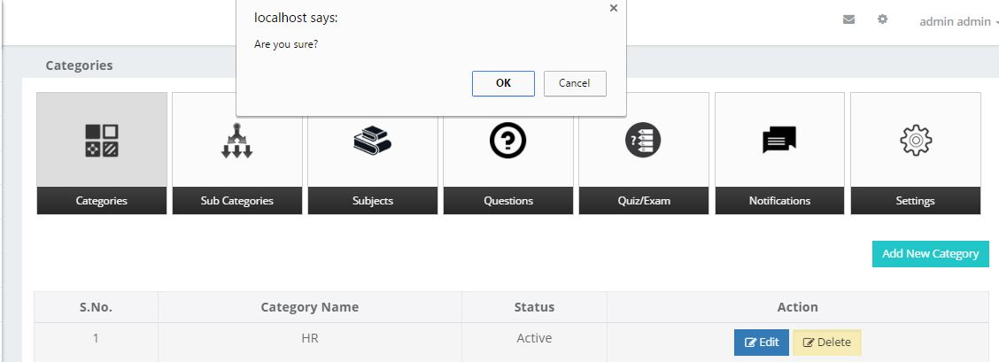 localhost says:
Are you sure?
OK Cancel
admin admin
Categories
Categories Sub Categories Subjects Questions Quiz/Exam Notifications Settings
Add New Category
S.No. Category Name Status Action
1 HR Active Edit Delete